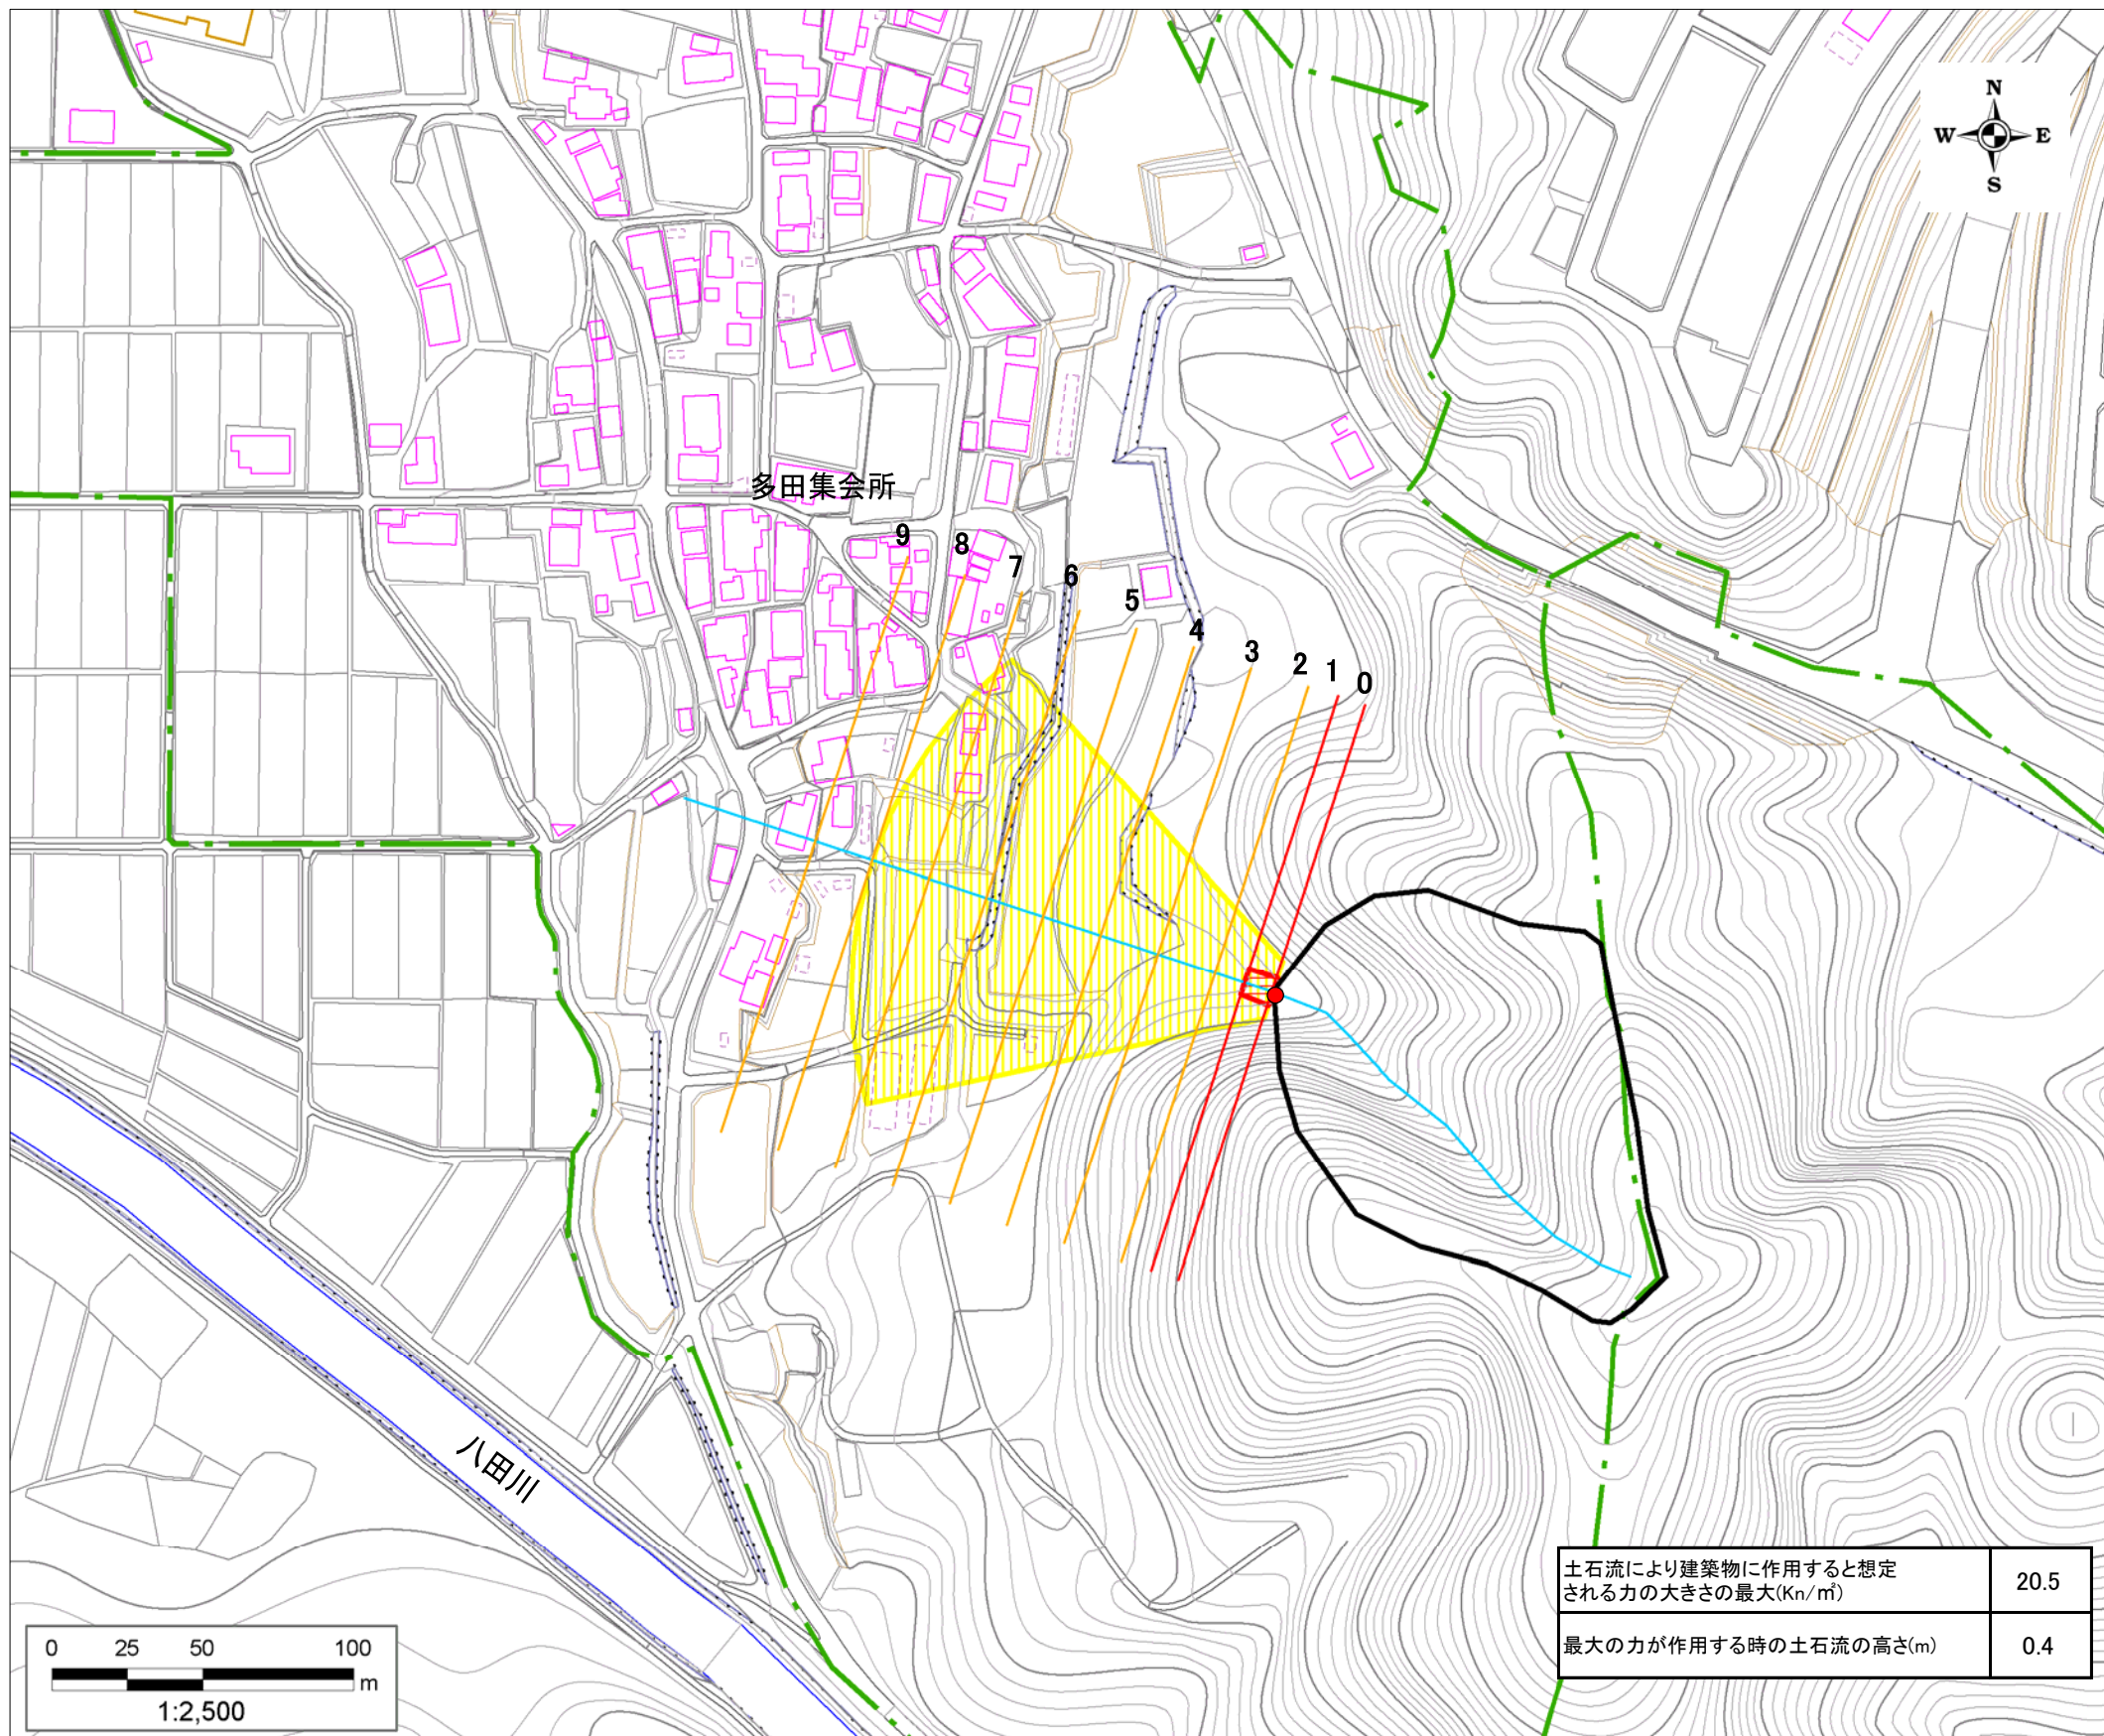 N
W E
S
多田集会所
9
8
7
6
5
4
3
2
1
0
八田川
土石流により建築物に作用すると想定
される力の大きさの最大(Kn/㎡)
20.5
最大の力が作用する時の土石流の高さ(m)
0.4
0 25 50 100
m
1:2,500